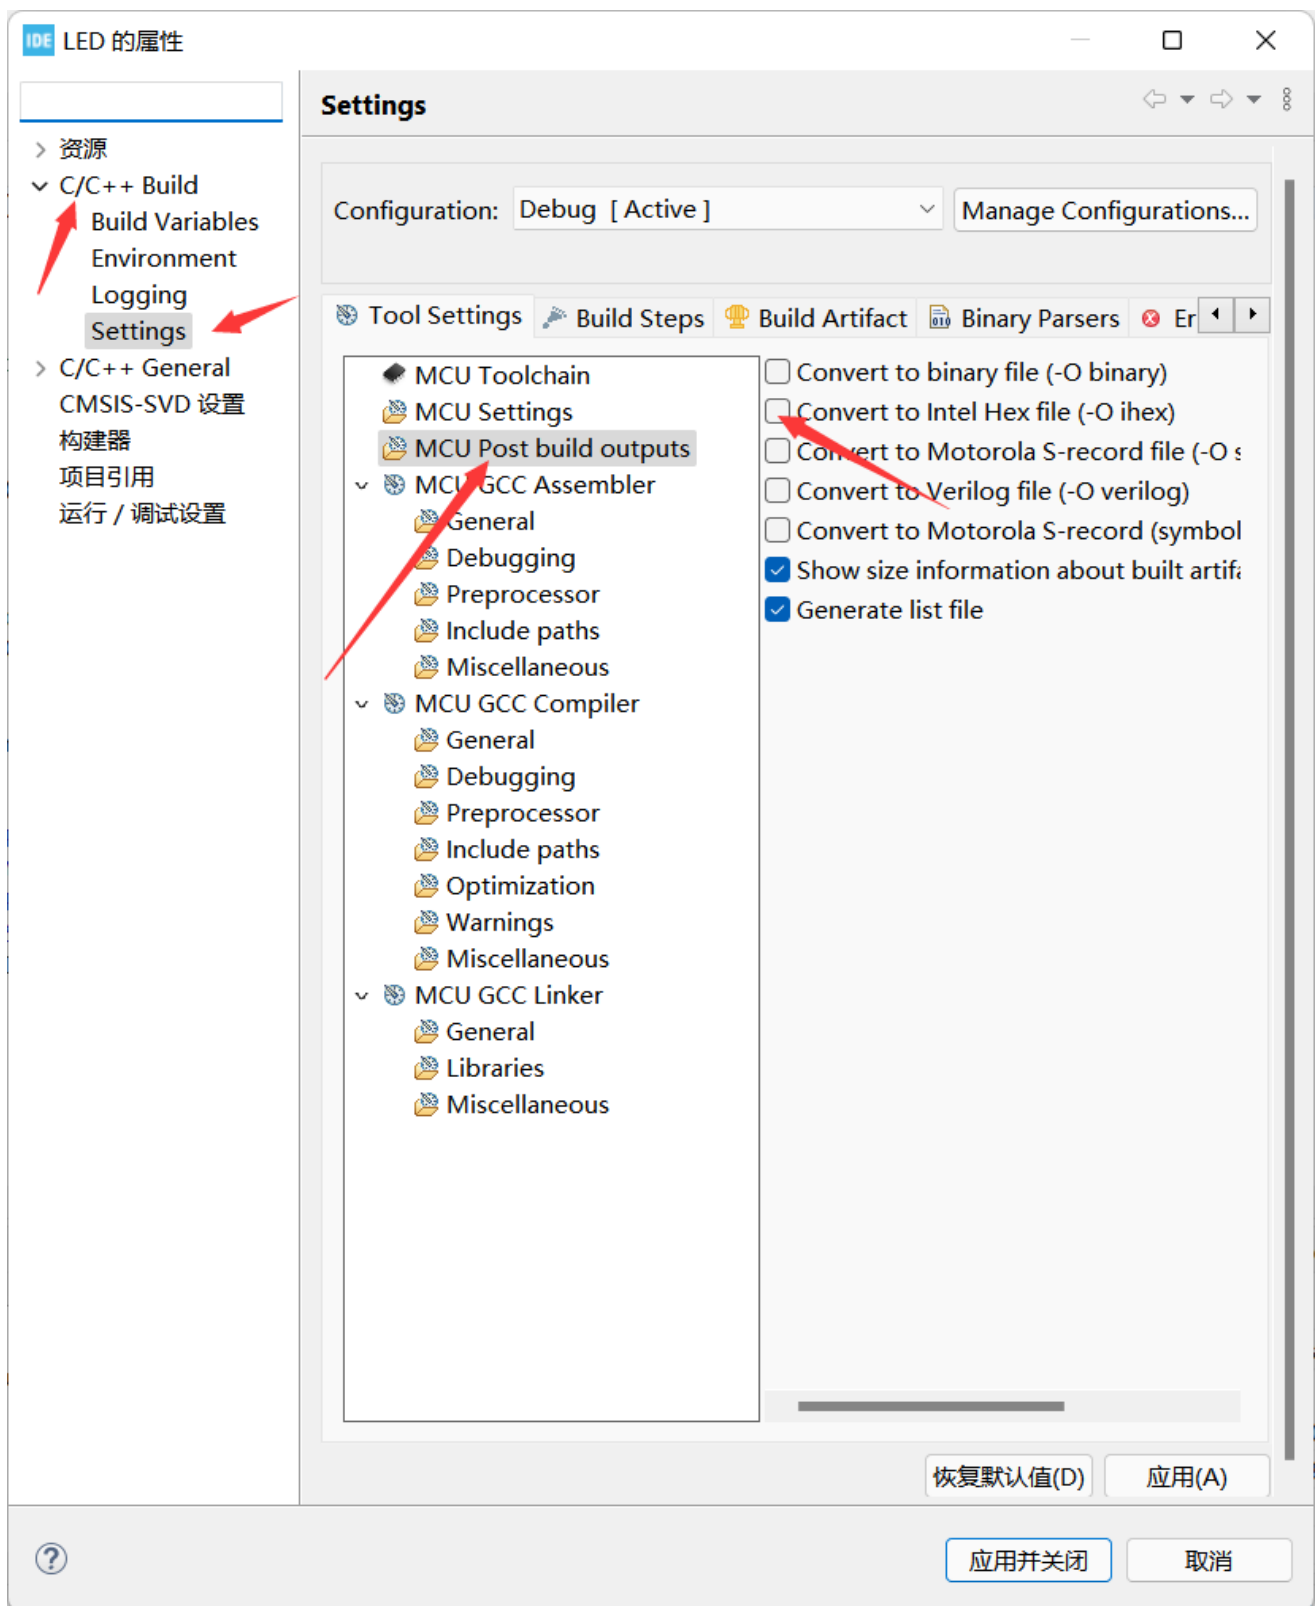 IDE LED 的属性
Settings
资源
C/C++ Build
Build Variables
Environment
Logging
Settings
C/C++ General
CMSIS-SVD 设置
构建器
项目引用
运行 / 调试设置
Configuration: Debug [ Active ] Manage Configurations...
Tool Settings Build Steps Build Artifact Binary Parsers Er
MCU Toolchain
MCU Settings
MCU Post build outputs
MCU GCC Assembler
General
Debugging
Preprocessor
Include paths
Miscellaneous
MCU GCC Compiler
General
Debugging
Preprocessor
Include paths
Optimization
Warnings
Miscellaneous
MCU GCC Linker
General
Libraries
Miscellaneous
Convert to binary file (-O binary)
Convert to Intel Hex file (-O ihex)
Convert to Motorola S-record file (-O s
Convert to Verilog file (-O verilog)
Convert to Motorola S-record (symbol
Show size information about built artifa
Generate list file
恢复默认值(D) 应用(A)
应用并关闭 取消